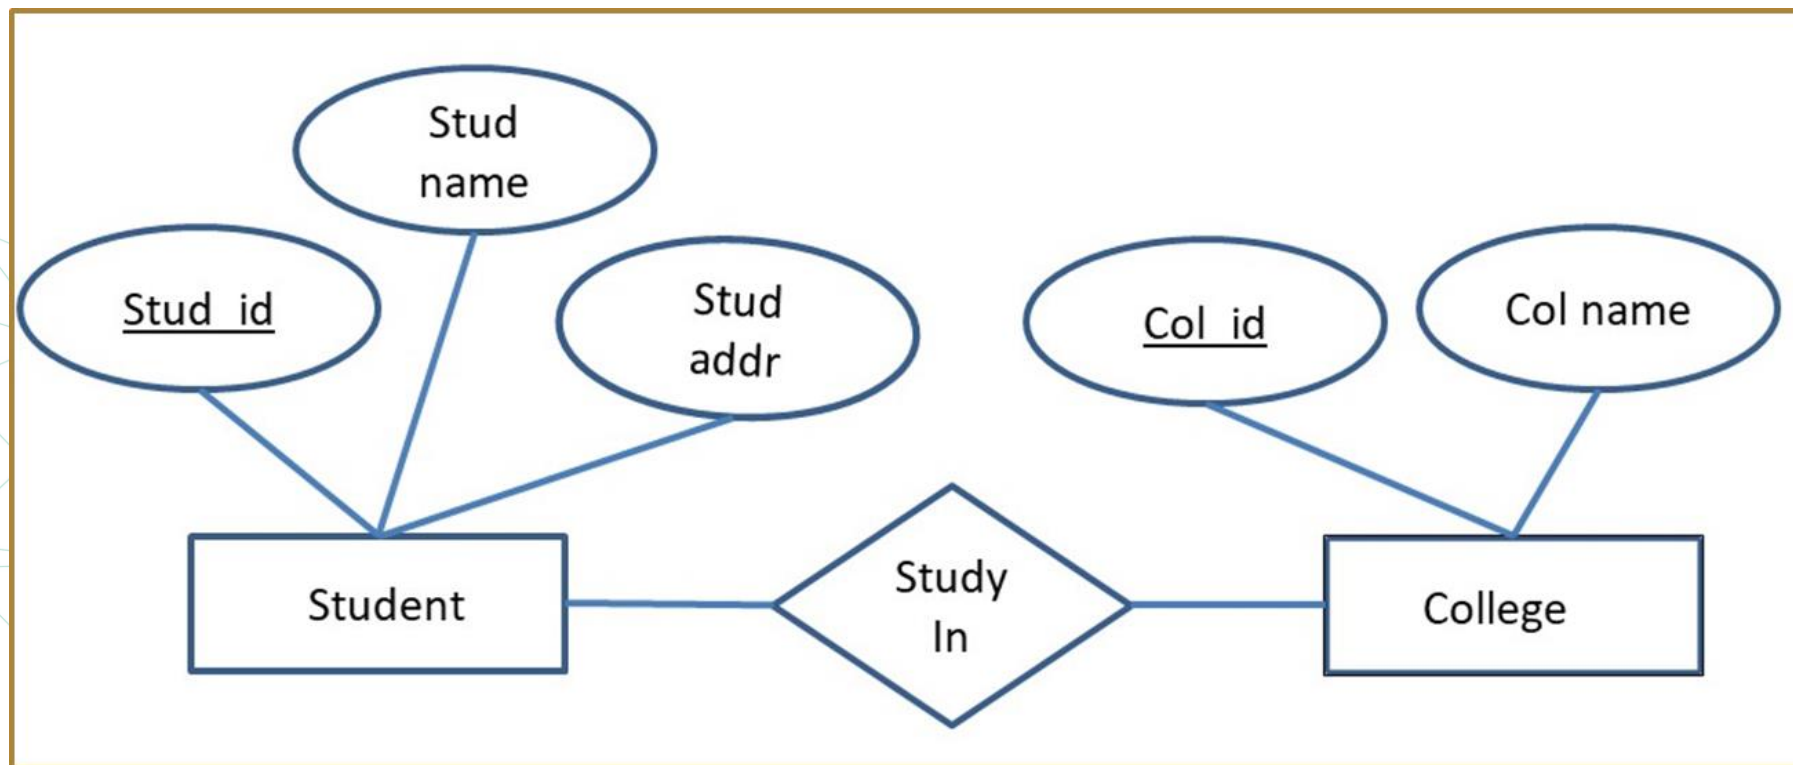 Stud
name
Stud_id
Stud
addr
Col_id
Col name
Student
Study
In
College